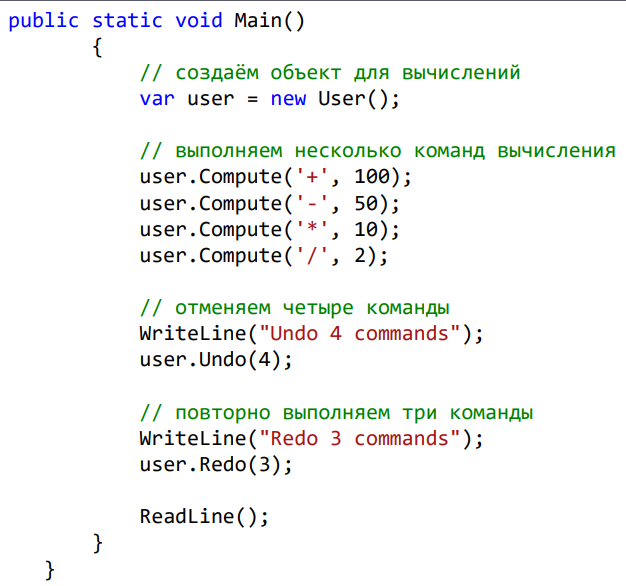 public static void Main()
{
// создаём объект для вычислений
var user = new User();
// выполняем несколько команд вычисления
user.Compute('+', 100);
user.Compute('-', 50);
user.Compute('*', 10);
user.Compute('/', 2);
// отменяем четыре команды
WriteLine("Undo 4 commands");
user.Undo(4);
// повторно выполняем три команды
WriteLine("Redo 3 commands");
user.Redo(3);
ReadLine();
}
}